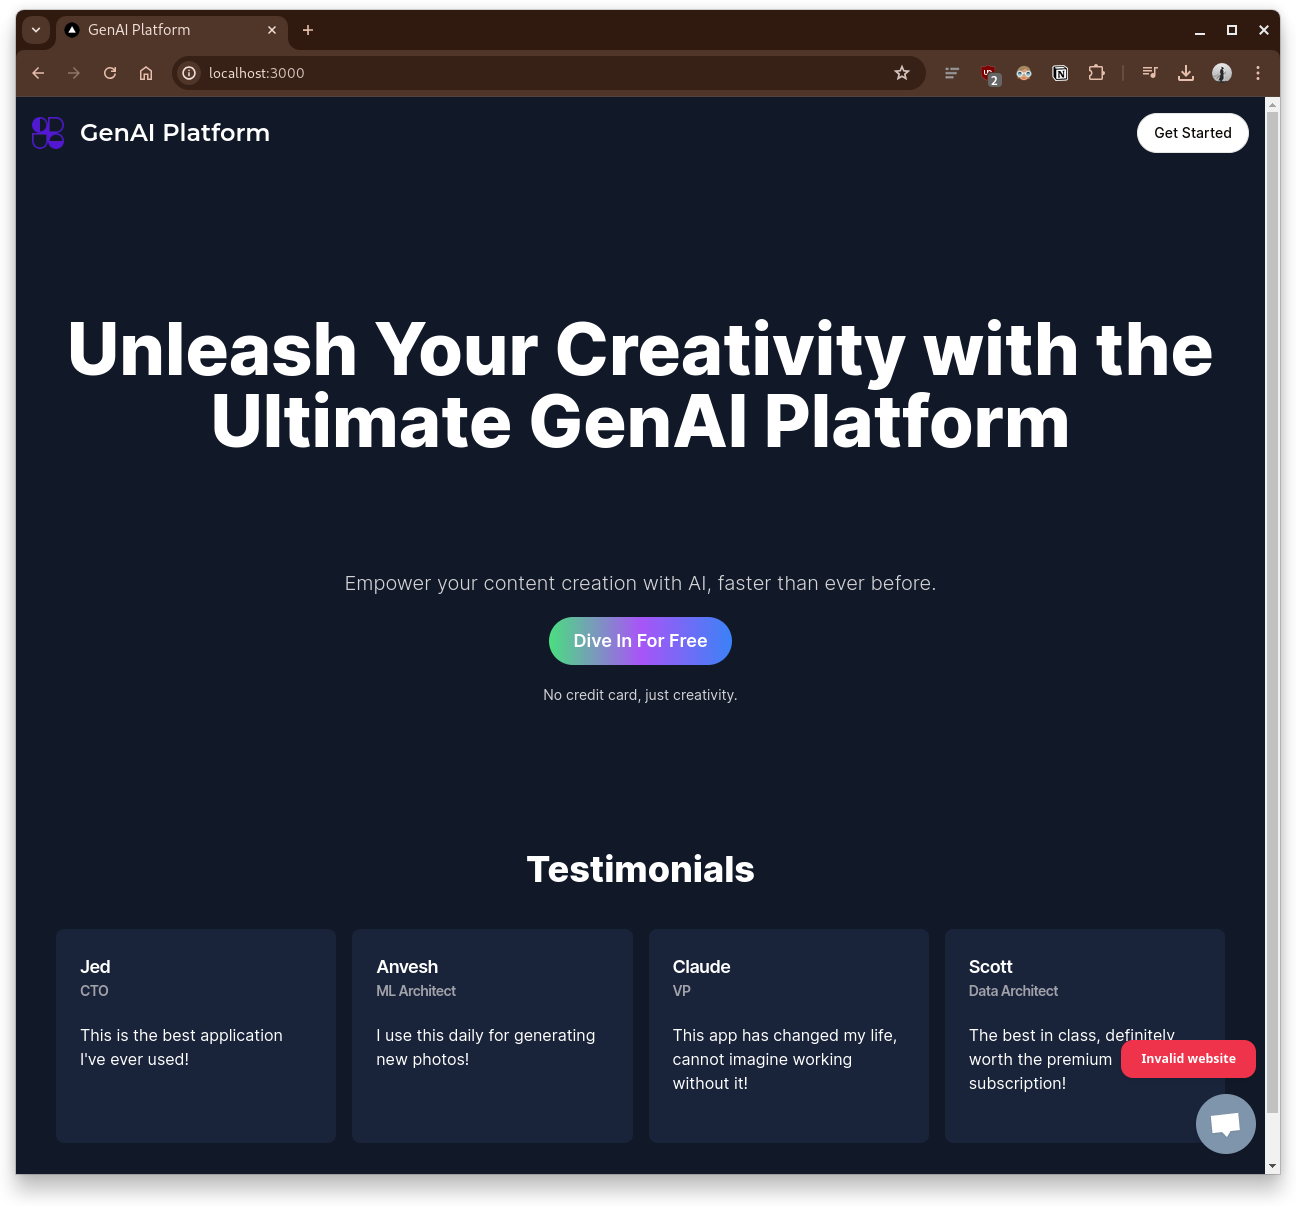 GenAI Platform
localhost:3000
2
GenAI Platform
Get Started
Unleash Your Creativity with the
Ultimate GenAI Platform
Empower your content creation with AI, faster than ever before.
Dive In For Free
No credit card, just creativity.
Testimonials
Jed
CTO
This is the best application
I've ever used!
Anvesh
ML Architect
I use this daily for generating
new photos!
Claude
VP
This app has changed my life,
cannot imagine working
without it!
Scott
Data Architect
The best in class, definitely
worth the premium
subscription!
Invalid website